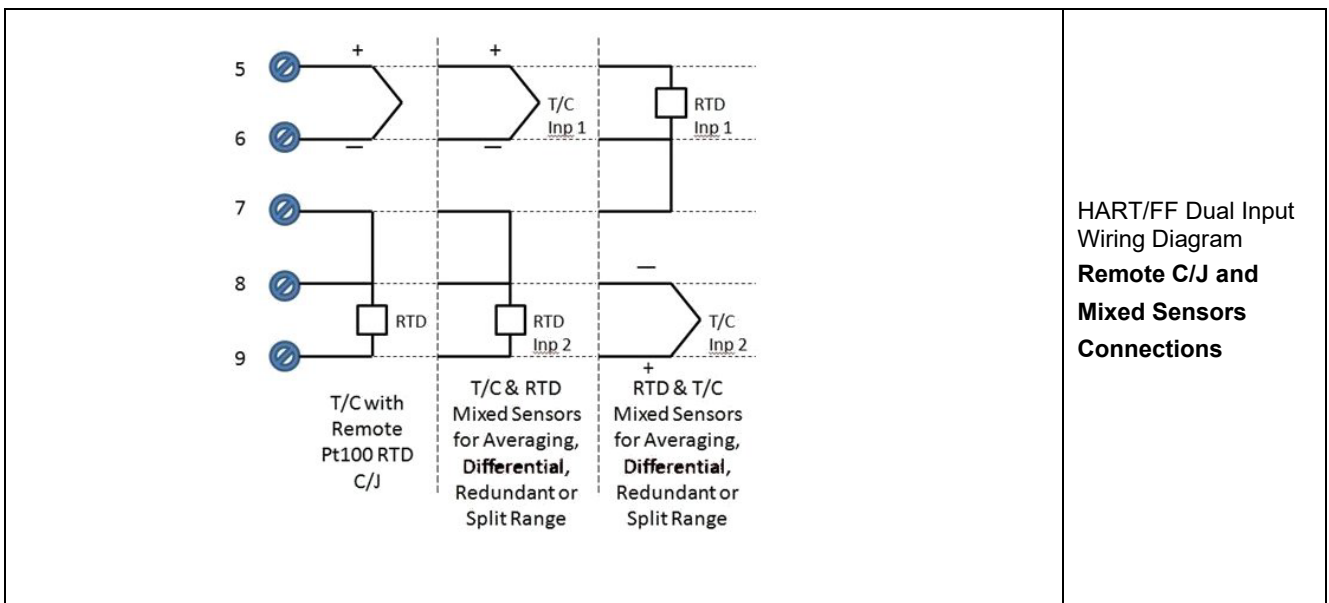 5
+
+
T/C
Inp 1
RTD
Inp 1
6
—
—
7
8
—
RTD
RTD
Inp 2
T/C
Inp 2
9
+
T/C with
Remote
Pt100 RTD
C/J
T/C & RTD
Mixed Sensors
for Averaging,
Differential,
Redundant or
Split Range
RTD & T/C
Mixed Sensors
for Averaging,
Differential,
Redundant or
Split Range
HART/FF Dual Input
Wiring Diagram
Remote C/J and
Mixed Sensors
Connections